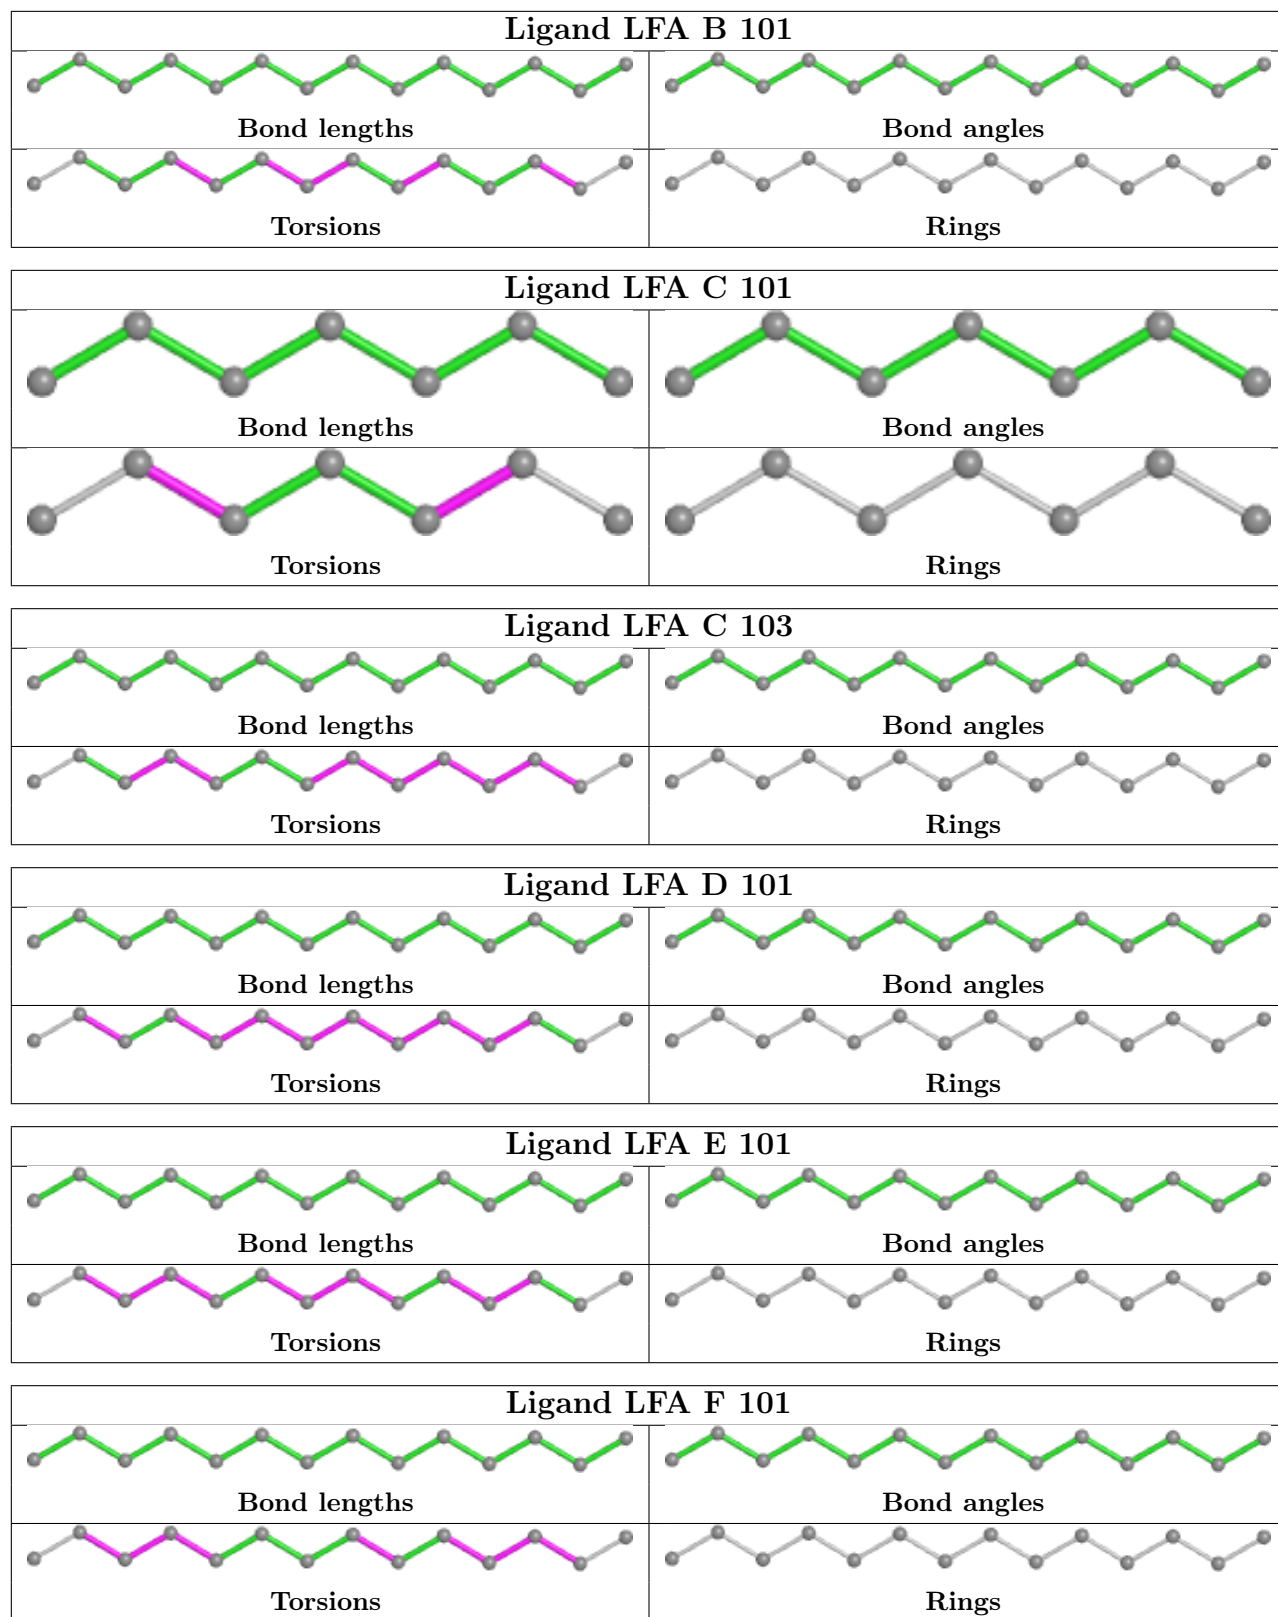 Ligand LFA B 101
Bond lengths Bond angles
Torsions Rings
Ligand LFA C 101
Bond lengths Bond angles
Torsions Rings
Ligand LFA C 103
Bond lengths Bond angles
Torsions Rings
Ligand LFA D 101
Bond lengths Bond angles
Torsions Rings
Ligand LFA E 101
Bond lengths Bond angles
Torsions Rings
Ligand LFA F 101
Bond lengths Bond angles
Torsions Rings